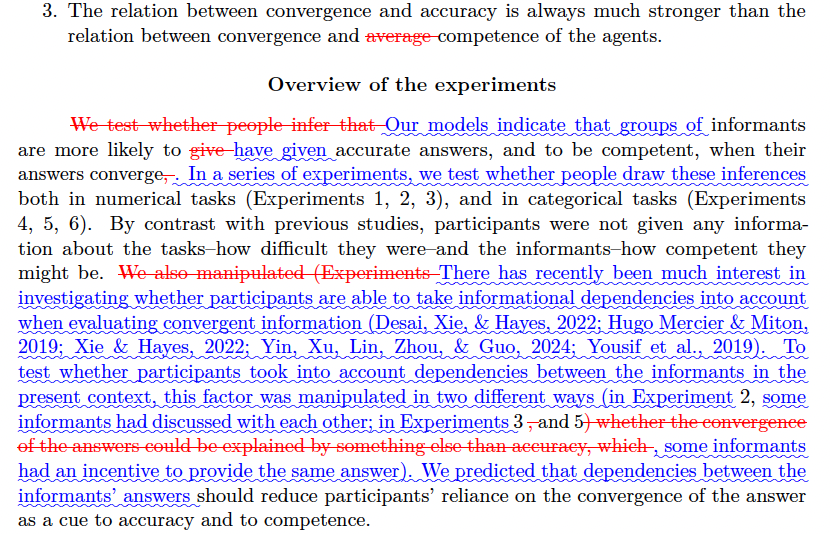 3. The relation between convergence and accuracy is always much stronger than the
relation between convergence and average competence of the agents.
Overview of the experiments
We test whether people infer that Our models indicate that groups of informants
are more likely to give have given accurate answers, and to be competent, when their
answers converge,. In a series of experiments, we test whether people draw these inferences
both in numerical tasks (Experiments 1, 2, 3), and in categorical tasks (Experiments
4, 5, 6). By contrast with previous studies, participants were not given any informa-
tion about the tasks–how difficult they were–and the informants–how competent they
might be. We also manipulated (Experiments There has recently been much interest in
investigating whether participants are able to take informational dependencies into account
when evaluating convergent information (Desai, Xie, & Hayes, 2022; Hugo Mercier & Miton,
2019; Xie & Hayes, 2022; Yin, Xu, Lin, Zhou, & Guo, 2024; Yousif et al., 2019). To
test whether participants took into account dependencies between the informants in the
present context, this factor was manipulated in two different ways (in Experiment 2, some
informants had discussed with each other; in Experiments 3 , and 5) whether the convergence
of the answers could be explained by something else than accuracy, which , some informants
had an incentive to provide the same answer). We predicted that dependencies between the
informants' answers should reduce participants' reliance on the convergence of the answer
as a cue to accuracy and to competence.